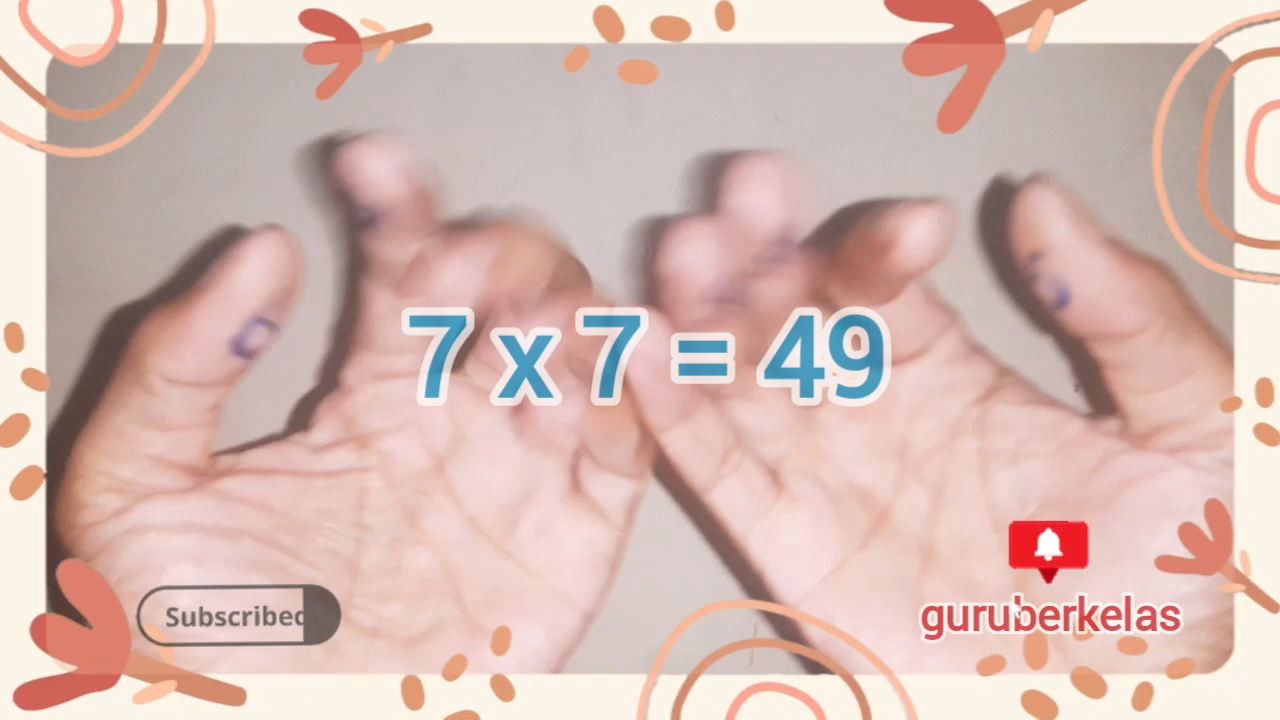 7 x 7 = 49
Subscribed
guruberkelas